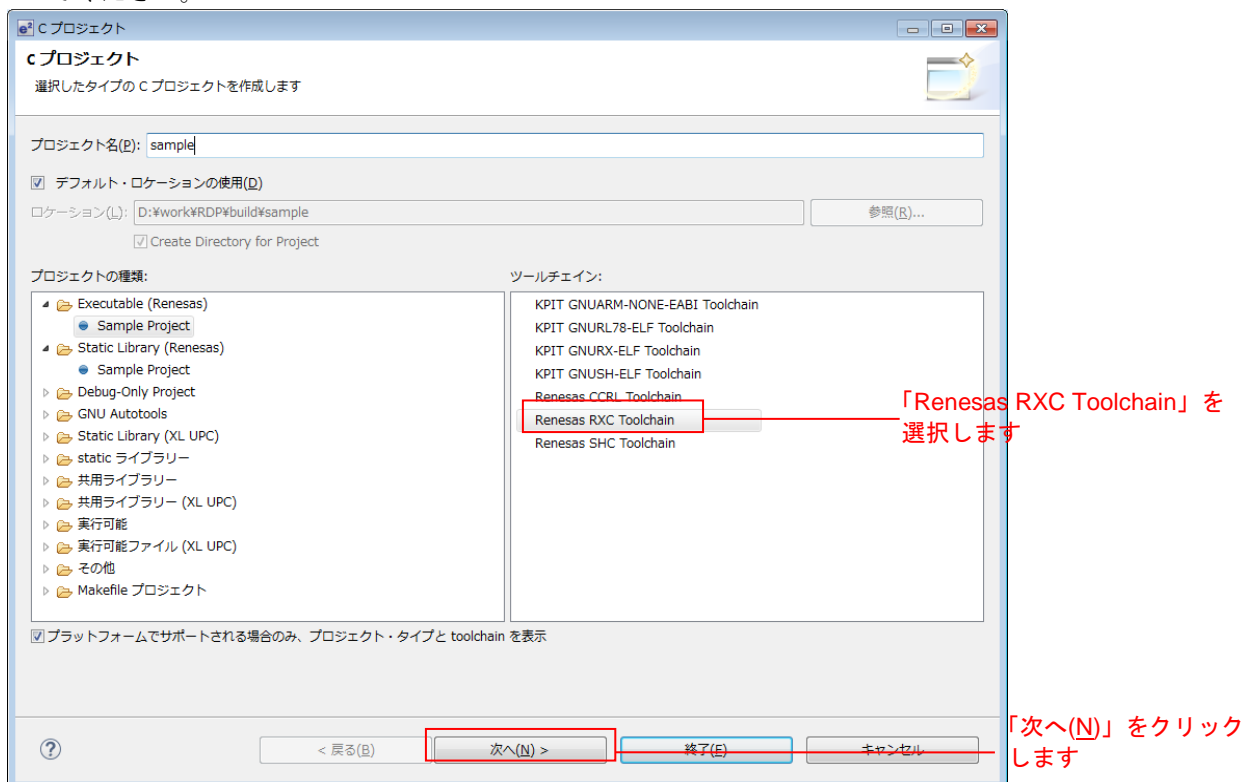 C プロジェクト
C プロジェクト
選択したタイプの C プロジェクトを作成します
プロジェクト名(P): sample
デフォルト・ロケーションの使用(D)
ロケーション(L): D:¥work¥RDP¥build¥sample 参照(R)...
Create Directory for Project
プロジェクトの種類:
Executable (Renesas)
Sample Project
Static Library (Renesas)
Sample Project
Debug-Only Project
GNU Autotools
Static Library (XL UPC)
static ライブラリー
共用ライブラリー
共用ライブラリー (XL UPC)
実行可能
実行可能ファイル (XL UPC)
その他
Makefile プロジェクト
ツールチェイン:
KPIT GNUARM-NONE-EABI Toolchain
KPIT GNURL78-ELF Toolchain
KPIT GNURX-ELF Toolchain
KPIT GNUSH-ELF Toolchain
Renesas CCRL Toolchain
Renesas RXC Toolchain
Renesas SHC Toolchain
「Renesas RXC Toolchain」を
選択します
プラットフォームでサポートされる場合のみ、プロジェクト・タイプと toolchain を表示
< 戻る(B) 次へ(N) > 終了(F) キャンセル
「次へ(N)」をクリック
します